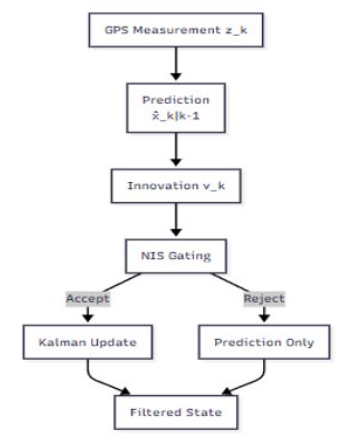 GPS Measurement z_k
Prediction
x̂_k|k-1
Innovation v_k
NIS Gating
Accept
Reject
Kalman Update
Prediction Only
Filtered State